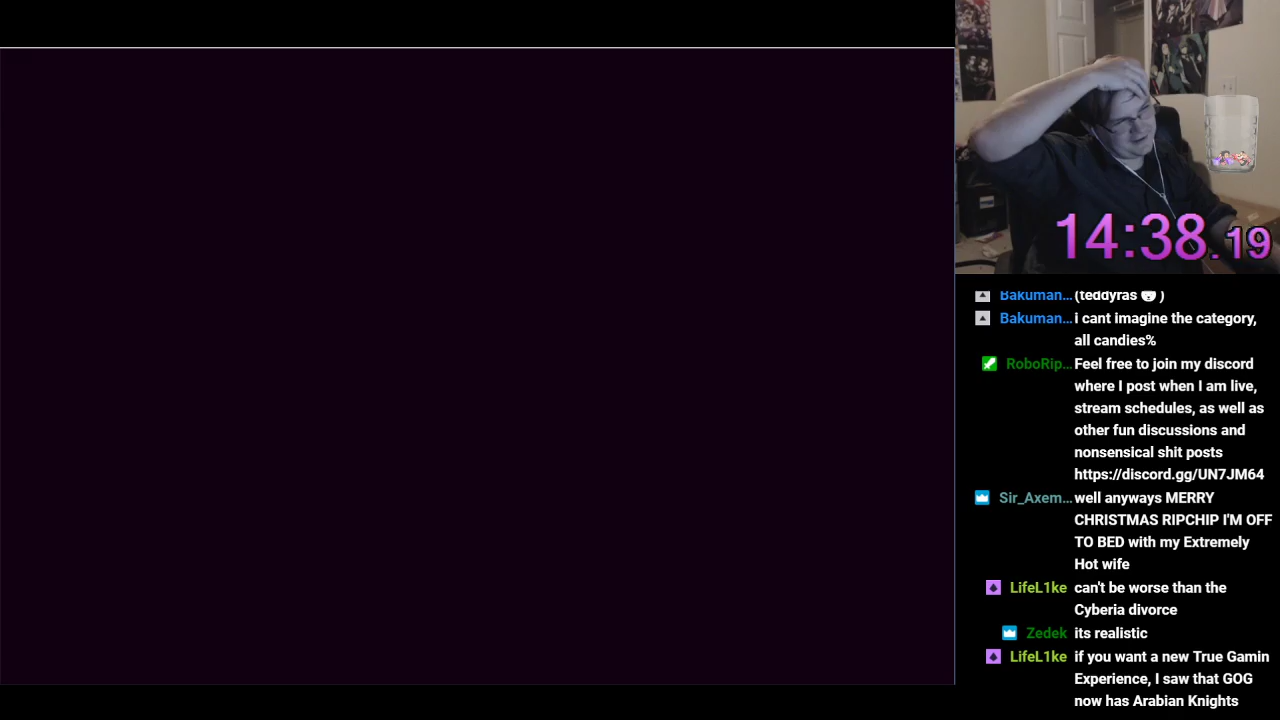 14:38.19
Bakuman... (teddyras 🐻‍❄️ )
Bakuman... i cant imagine the category,
all candies%
RoboRip... Feel free to join my discord
where I post when I am live,
stream schedules, as well as
other fun discussions and
nonsensical shit posts
https://discord.gg/UN7JM64
Sir_Axem... well anyways MERRY
CHRISTMAS RIPCHIP I'M OFF
TO BED with my Extremely
Hot wife
LifeL1ke can't be worse than the
Cyberia divorce
Zedek its realistic
LifeL1ke if you want a new True Gamin
Experience, I saw that GOG
now has Arabian Knights